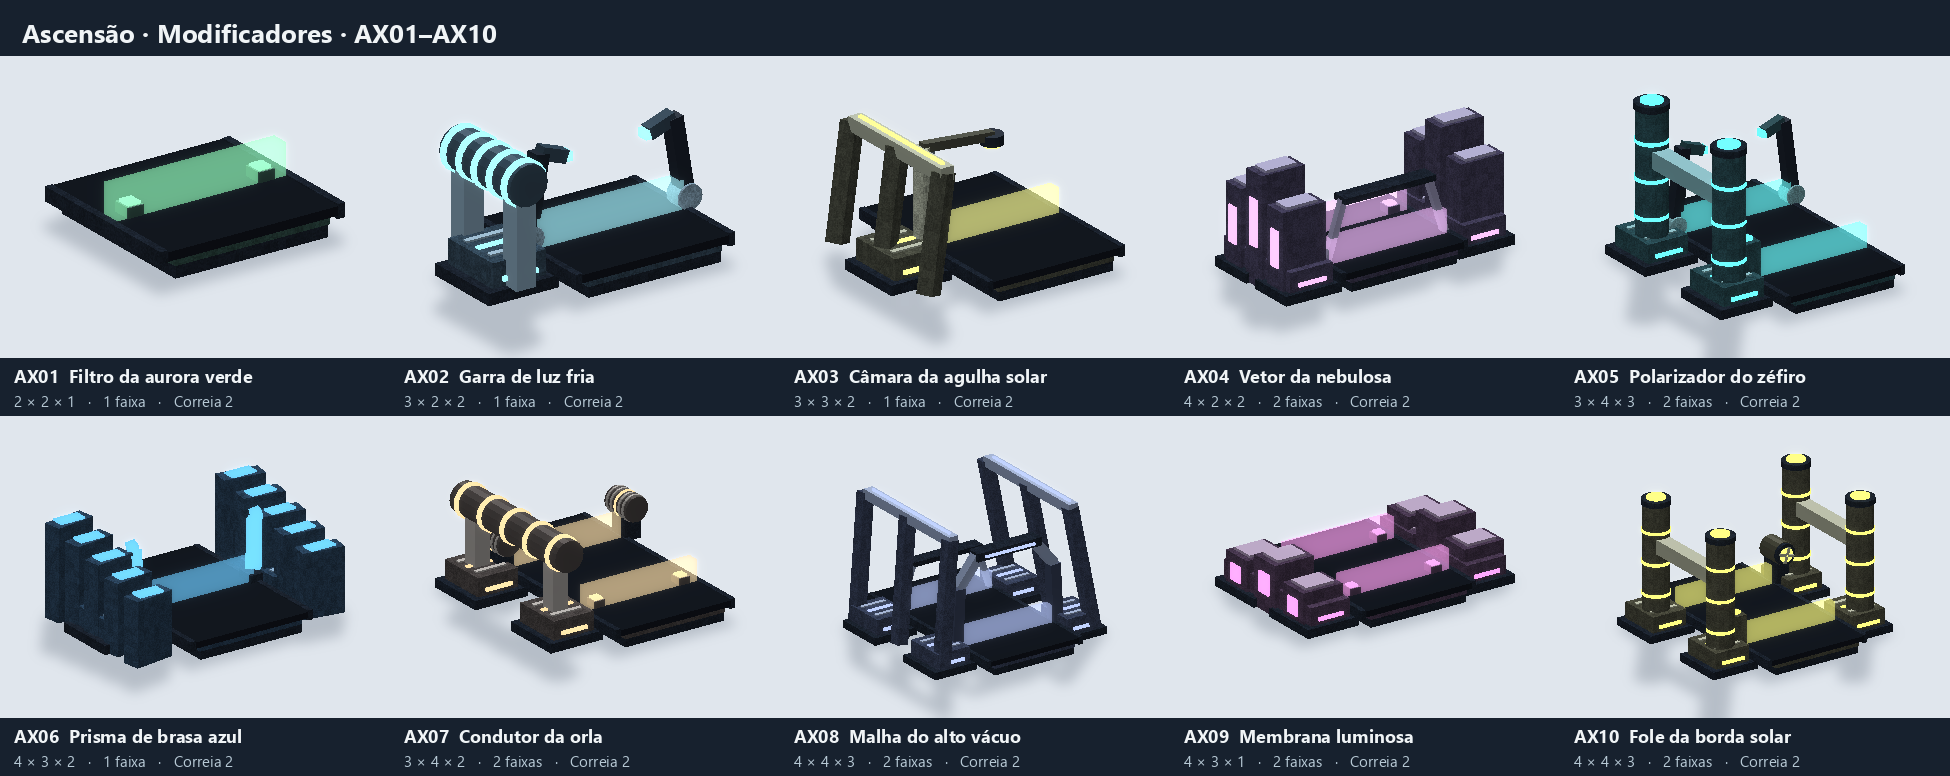 Ascensão · Modificadores · AX01–AX10
AX01 Filtro da aurora verde
2 × 2 × 1 · 1 faixa · Correia 2
AX02 Garra de luz fria
3 × 2 × 2 · 1 faixa · Correia 2
AX03 Câmara da agulha solar
3 × 3 × 2 · 1 faixa · Correia 2
AX04 Vetor da nebulosa
4 × 2 × 2 · 2 faixas · Correia 2
AX05 Polarizador do zéfiro
3 × 4 × 3 · 2 faixas · Correia 2
AX06 Prisma de brasa azul
4 × 3 × 2 · 1 faixa · Correia 2
AX07 Condutor da orla
3 × 4 × 2 · 2 faixas · Correia 2
AX08 Malha do alto vácuo
4 × 4 × 3 · 2 faixas · Correia 2
AX09 Membrana luminosa
4 × 3 × 1 · 2 faixas · Correia 2
AX10 Fole da borda solar
4 × 4 × 3 · 2 faixas · Correia 2